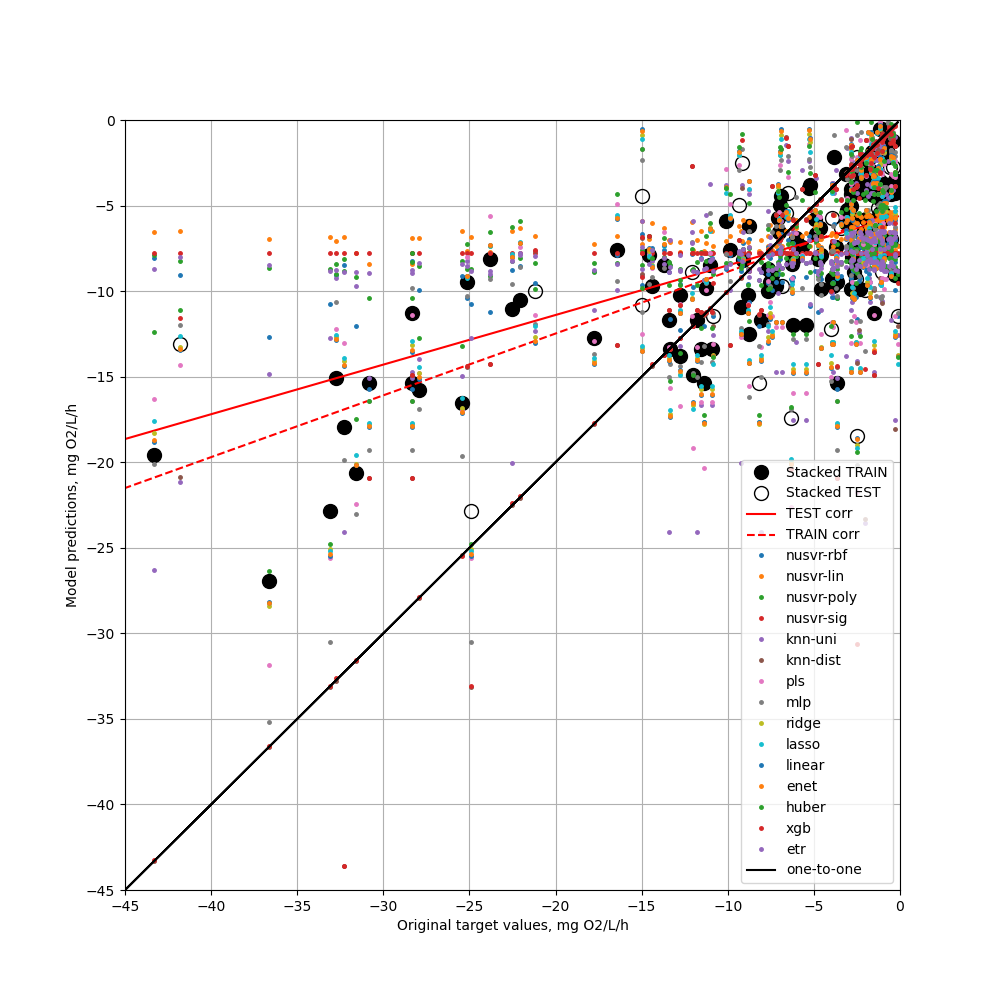 0
−5
−10
−15
−20
−25
−30
−35
−40
−45
Model predictions, mg O2/L/h
−45 −40 −35 −30 −25 −20 −15 −10 −5 0
Original target values, mg O2/L/h
Stacked TRAIN
Stacked TEST
TEST corr
TRAIN corr
nusvr-rbf
nusvr-lin
nusvr-poly
nusvr-sig
knn-uni
knn-dist
pls
mlp
ridge
lasso
linear
enet
huber
xgb
etr
one-to-one